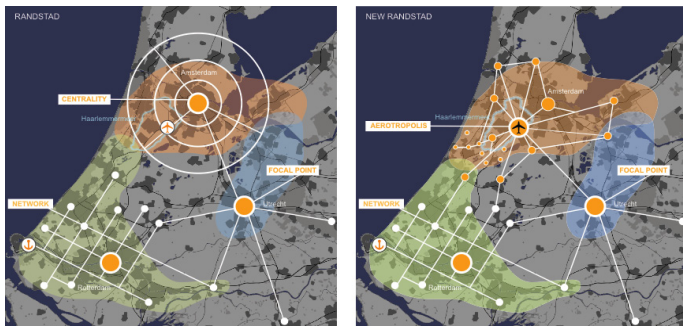 RANDSTAD
Amsterdam
CENTRALITY
Haarlemmermeer
FOCAL POINT
NETWORK
Utrecht
Rotterdam
NEW RANDSTAD
Amsterdam
AEROTROPOLIS
Haarlemmermeer
FOCAL POINT
NETWORK
Utrecht
Rotterdam